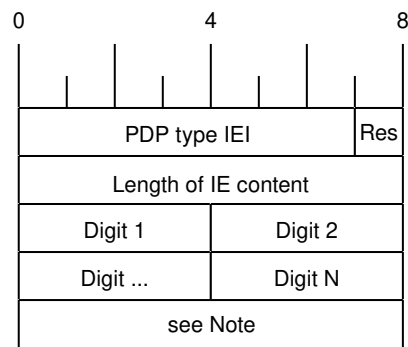 0 4 8
PDP type IEI Res
Length of IE content
Digit 1 Digit 2
Digit ... Digit N
see Note